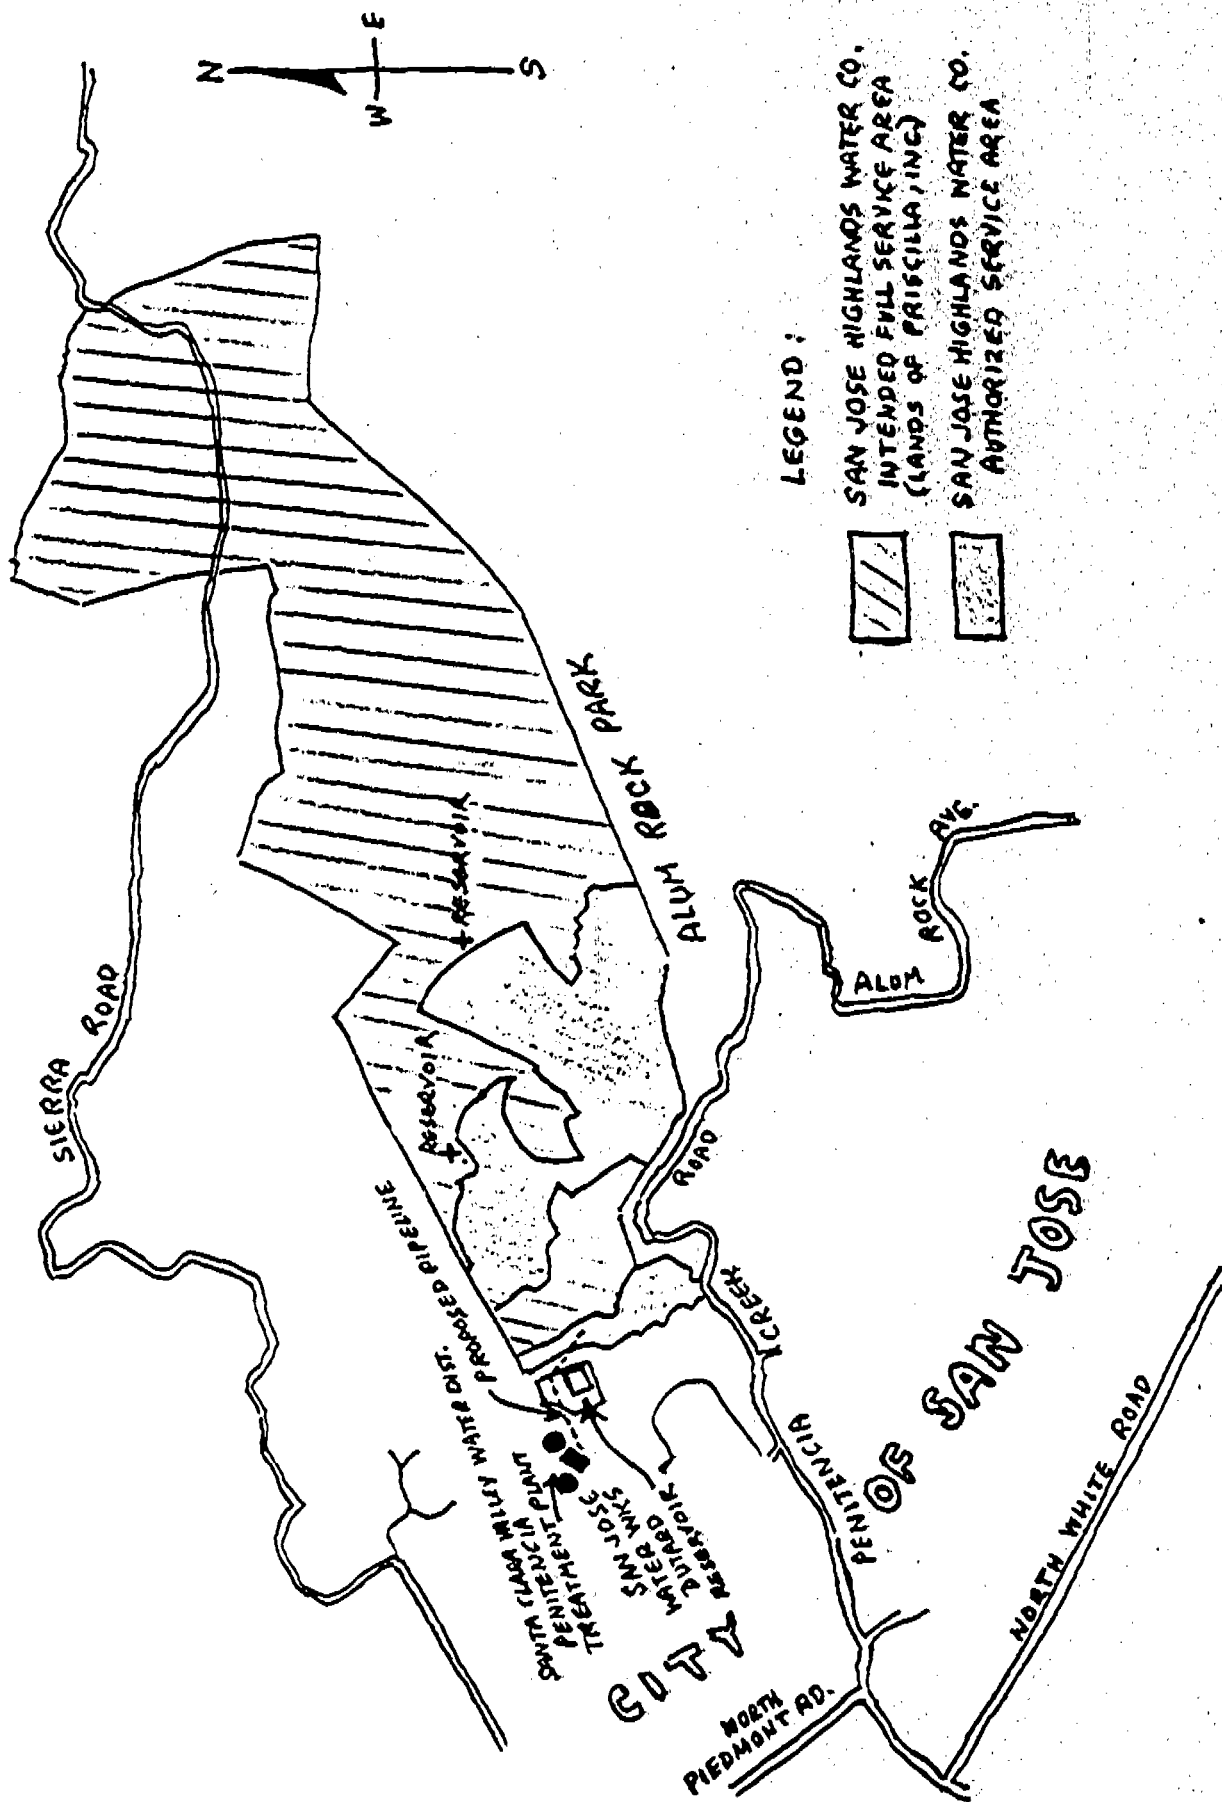 N
W
E
S
SIERRA ROAD
RESERVOIR
RESERVOIR
ALUM ROCK PARK
PROPOSED PIPELINE
SANTA CLARA VALLEY WATER DIST.
PENITENCIA
TREATMENT PLANT
SAN JOSE
WATER WKS
DUTARD
RESERVOIR
PENITENCIA CREEK ROAD
ALUM ROCK AVE.
CITY OF SAN JOSE
NORTH
PIEDMONT RD.
NORTH WHITE ROAD
LEGEND:
SAN JOSE HIGHLANDS WATER CO.
INTENDED FULL SERVICE AREA
(LANDS OF PRISCILLA, INC.)
SAN JOSE HIGHLANDS WATER CO.
AUTHORIZED SERVICE AREA